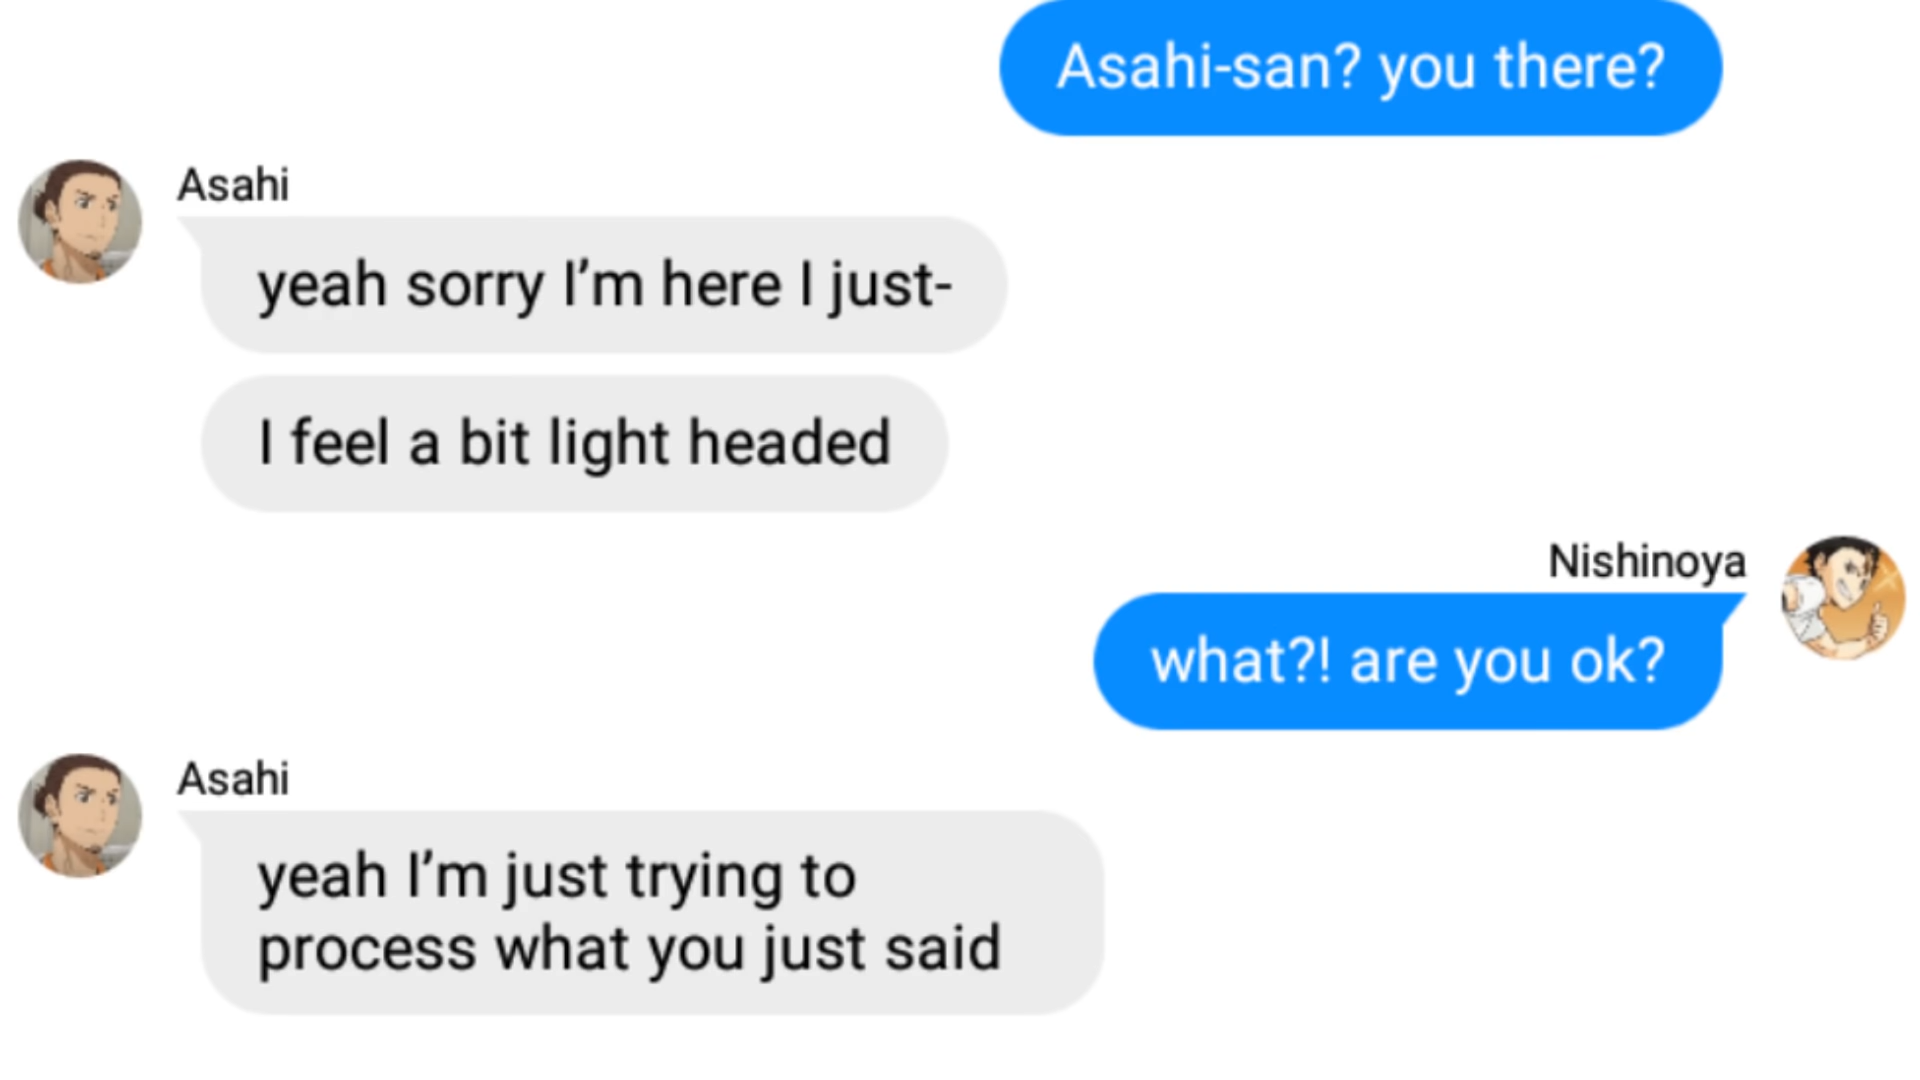 Asahi-san? you there?
Asahi
yeah sorry I’m here I just-
I feel a bit light headed
Nishinoya
what?! are you ok?
Asahi
yeah I’m just trying to
process what you just said